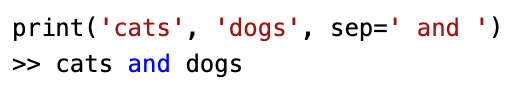 print('cats', 'dogs', sep=' and ')
>> cats and dogs